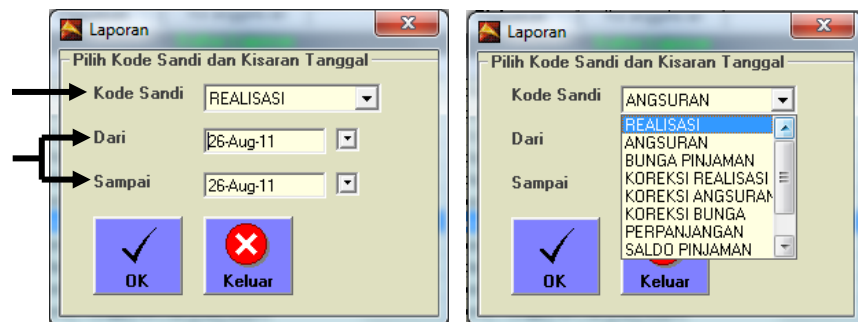 Laporan
Pilih Kode Sandi dan Kisaran Tanggal
Kode Sandi REALISASI
Dari 26-Aug-11
Sampai 26-Aug-11
OK Keluar
Laporan
Pilih Kode Sandi dan Kisaran Tanggal
Kode Sandi ANGSURAN
Dari
Sampai
REALISASI
ANGSURAN
BUNGA PINJAMAN
KOREKSI REALISASI
KOREKSI ANGSURAN
KOREKSI BUNGA
PERPANJANGAN
SALDO PINJAMAN
OK Keluar